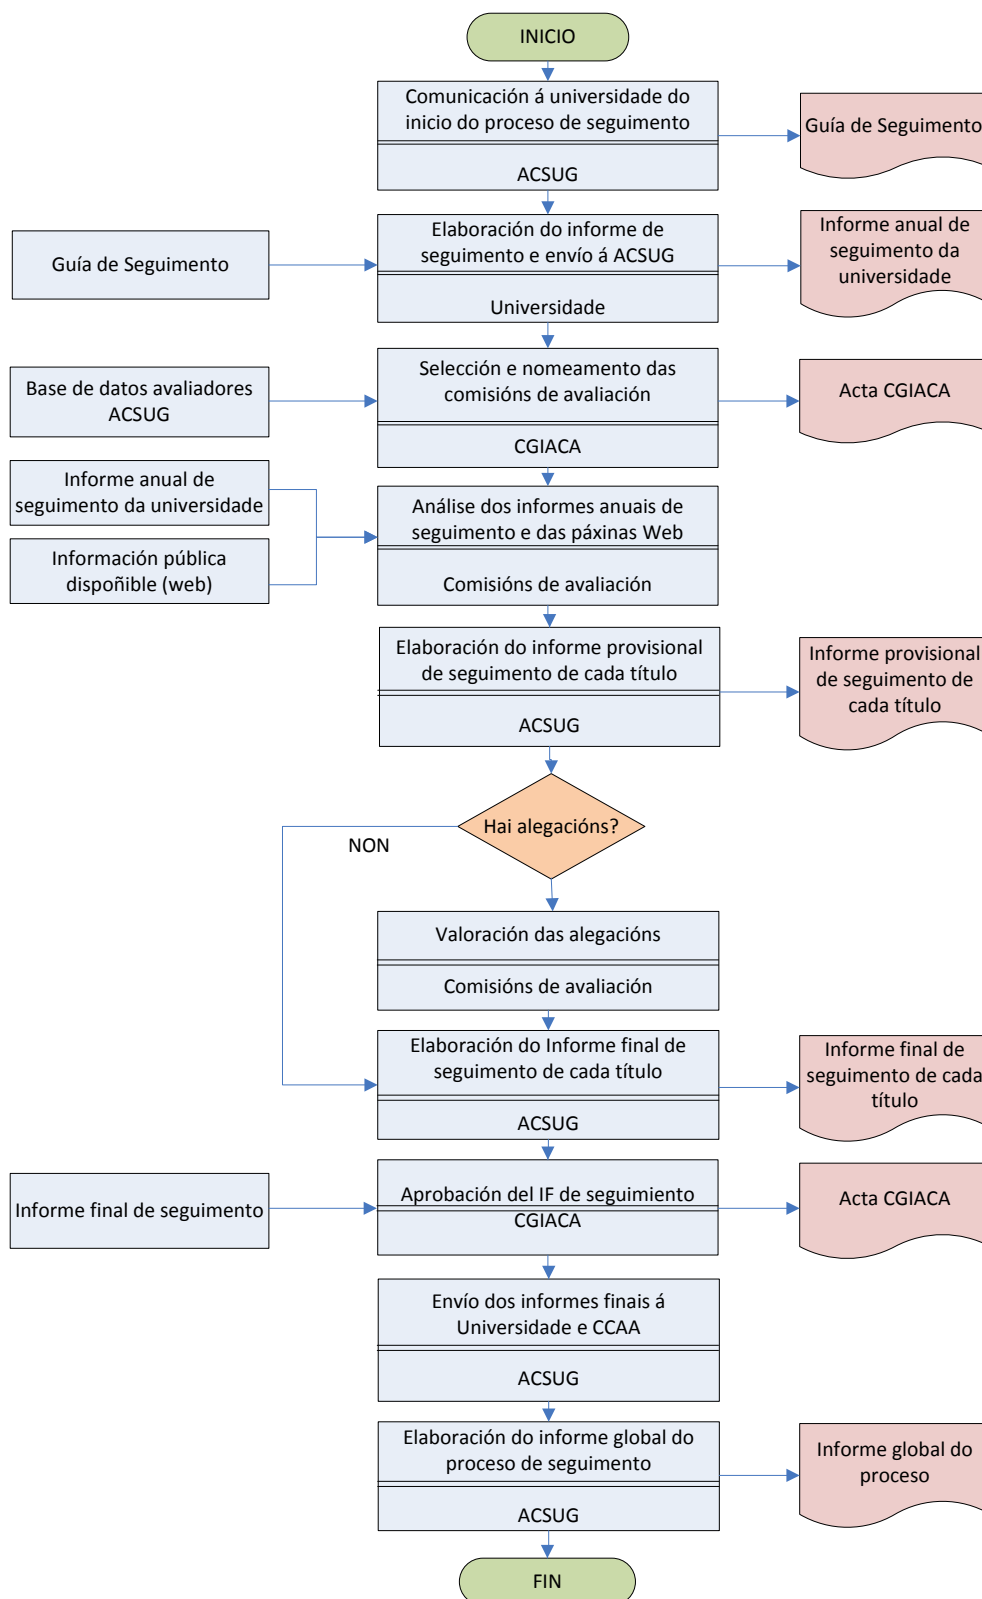 INICIO
Comunicación á universidade do
inicio do proceso de seguimento
ACSUG
Guía de Seguimento
Guía de Seguimento
Elaboración do informe de
seguimento e envío á ACSUG
Universidade
Informe anual de
seguimento da
universidade
Base de datos avaliadores
ACSUG
Selección e nomeamento das
comisións de avaliación
CGIACA
Acta CGIACA
Informe anual de
seguimento da universidade
Información pública
dispoñible (web)
Análise dos informes anuais de
seguimento e das páxinas Web
Comisións de avaliación
Elaboración do informe provisional
de seguimento de cada título
ACSUG
Informe provisional
de seguimento de
cada título
Hai alegacións?
NON
Valoración das alegacións
Comisións de avaliación
Elaboración do Informe final de
seguimento de cada título
ACSUG
Informe final de
seguimento de cada
título
Informe final de seguimento
Aprobación del IF de seguimiento
CGIACA
Acta CGIACA
Envío dos informes finais á
Universidade e CCAA
ACSUG
Elaboración do informe global do
proceso de seguimento
ACSUG
Informe global do
proceso
FIN